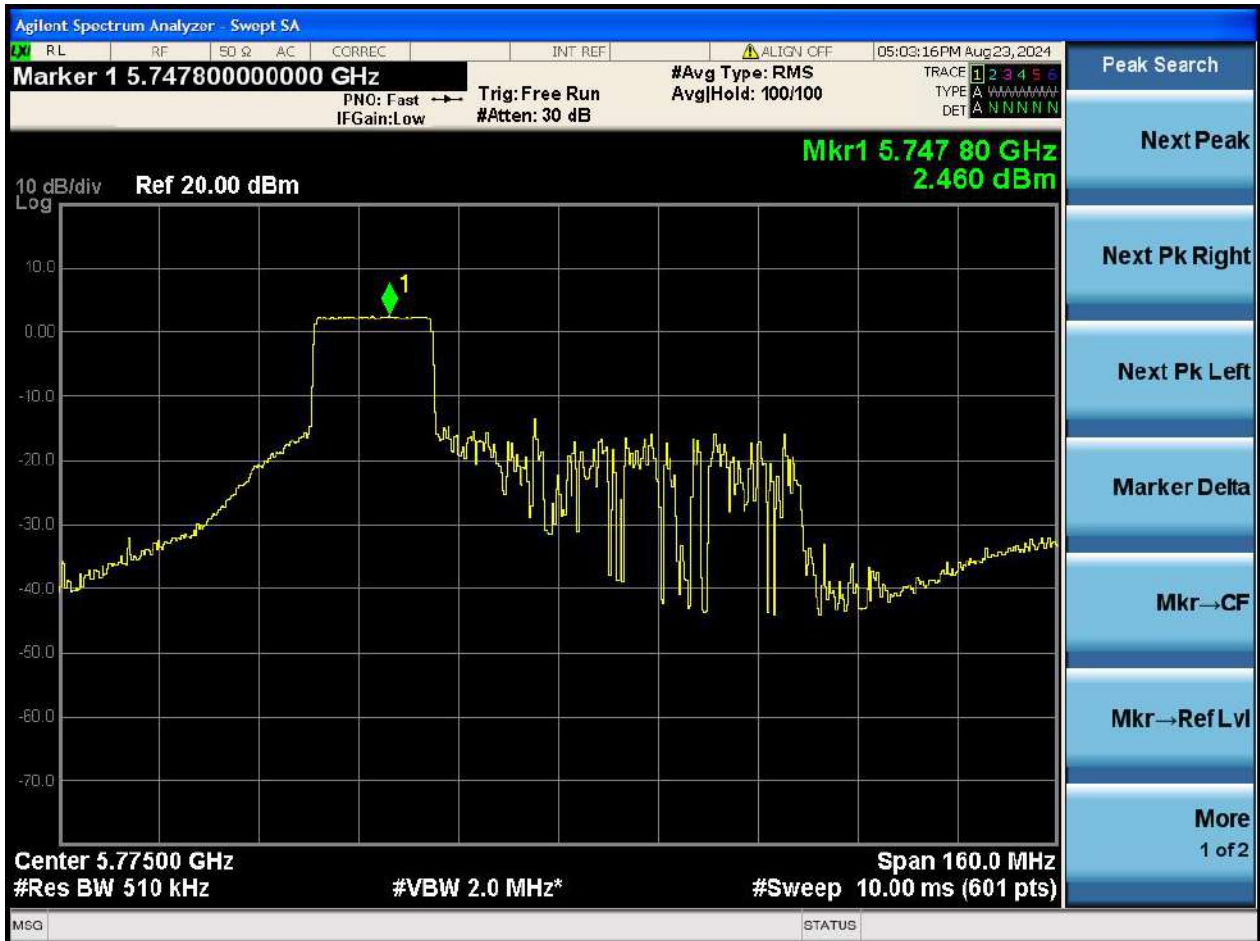 Agilent Spectrum Analyzer - Swept SA
LXI RL RF 50 Ω AC CORREC INT REF ALIGN OFF 05:03:16PM Aug23, 2024
Marker 1 5.747800000000 GHz
#Avg Type: RMS
TRACE 1 2 3 4 5 6
PNO: Fast
Trig: Free Run
Avg|Hold: 100/100
TYPE A WWWWW
IFGain:Low
#Atten: 30 dB
DET A N N N N N
Mkr1 5.747 80 GHz
2.460 dBm
10 dB/div
Ref 20.00 dBm
Log
10.0
1
0.00
-10.0
-20.0
-30.0
-40.0
-50.0
-60.0
-70.0
Center 5.77500 GHz
Span 160.0 MHz
#Res BW 510 kHz
#VBW 2.0 MHz*
#Sweep 10.00 ms (601 pts)
MSG
STATUS
Peak Search
Next Peak
Next Pk Right
Next Pk Left
Marker Delta
Mkr→CF
Mkr→Ref Lvl
More
1 of 2